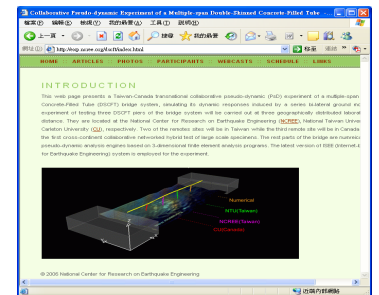 Collaborative Pseudo-dynamic Experiment of a Multiple-span Double-Skinned Concrete-Filled Tube
檔案(F) 編輯(E) 檢視(V) 我的最愛(A) 工具(T) 說明(H)
上一頁 搜尋 我的最愛
網址(D) 移至 連結
HOME :: ARTICLES :: PHOTOS :: PARTICIPANTS :: WEBCASTS :: SCHEDULE :: LINKS
INTRODUCTION
This web page presents a Taiwan-Canada transnational collaborative pseudo-dynamic (PsD) experiment of a multiple-span
Concrete-Filled Tube (DSCFT) bridge system, simulating its dynamic responses induced by a series bi-lateral ground mo
experiment of testing three DSCFT piers of the bridge system will be carried out at three geographically distributed laborat
distance. They are located at the National Center for Research on Earthquake Engineering (NCREE), National Taiwan Unive
Carleton University (CU), respectively. Two of the remotes sites will be in Taiwan while the third remote site will be in Canada
the first cross-continent collaborative networked hybrid test of large scale specimens. The rest parts of the bridge are numeric
pseudo-dynamic analysis engines based on 3-dimensional finite element analysis programs. The latest version of ISEE (Internet-
for Earthquake Engineering) system is employed for the experiment.
Numerical
NTU(Taiwan)
NCREE(Taiwan)
CU(Canada)
© 2006 National Center for Research on Earthquake Engineering
近端內部網路